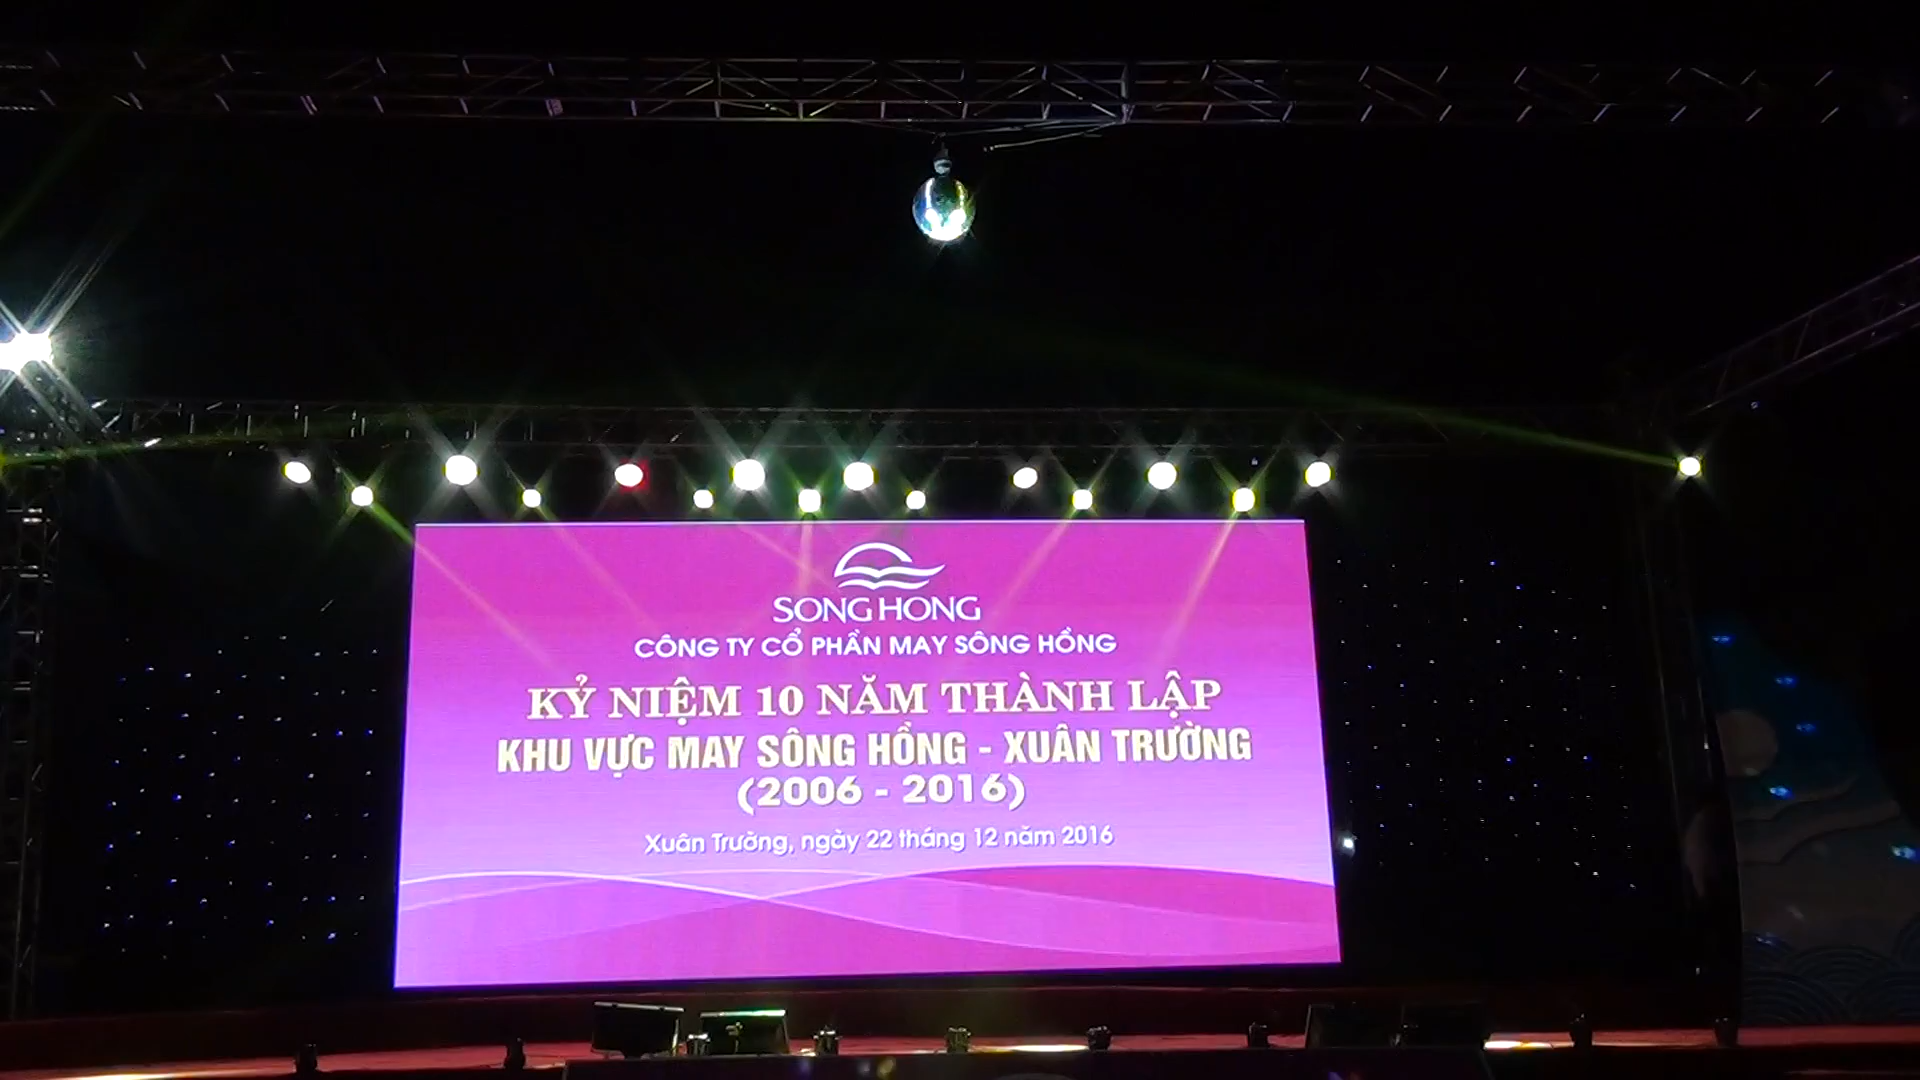 SONG HONG
CÔNG TY CỔ PHẦN MAY SÔNG HỒNG
KỶ NIỆM 10 NĂM THÀNH LẬP
KHU VỰC MAY SÔNG HỒNG - XUÂN TRƯỜNG
(2006 - 2016)
Xuân Trường, ngày 22 tháng 12 năm 2016